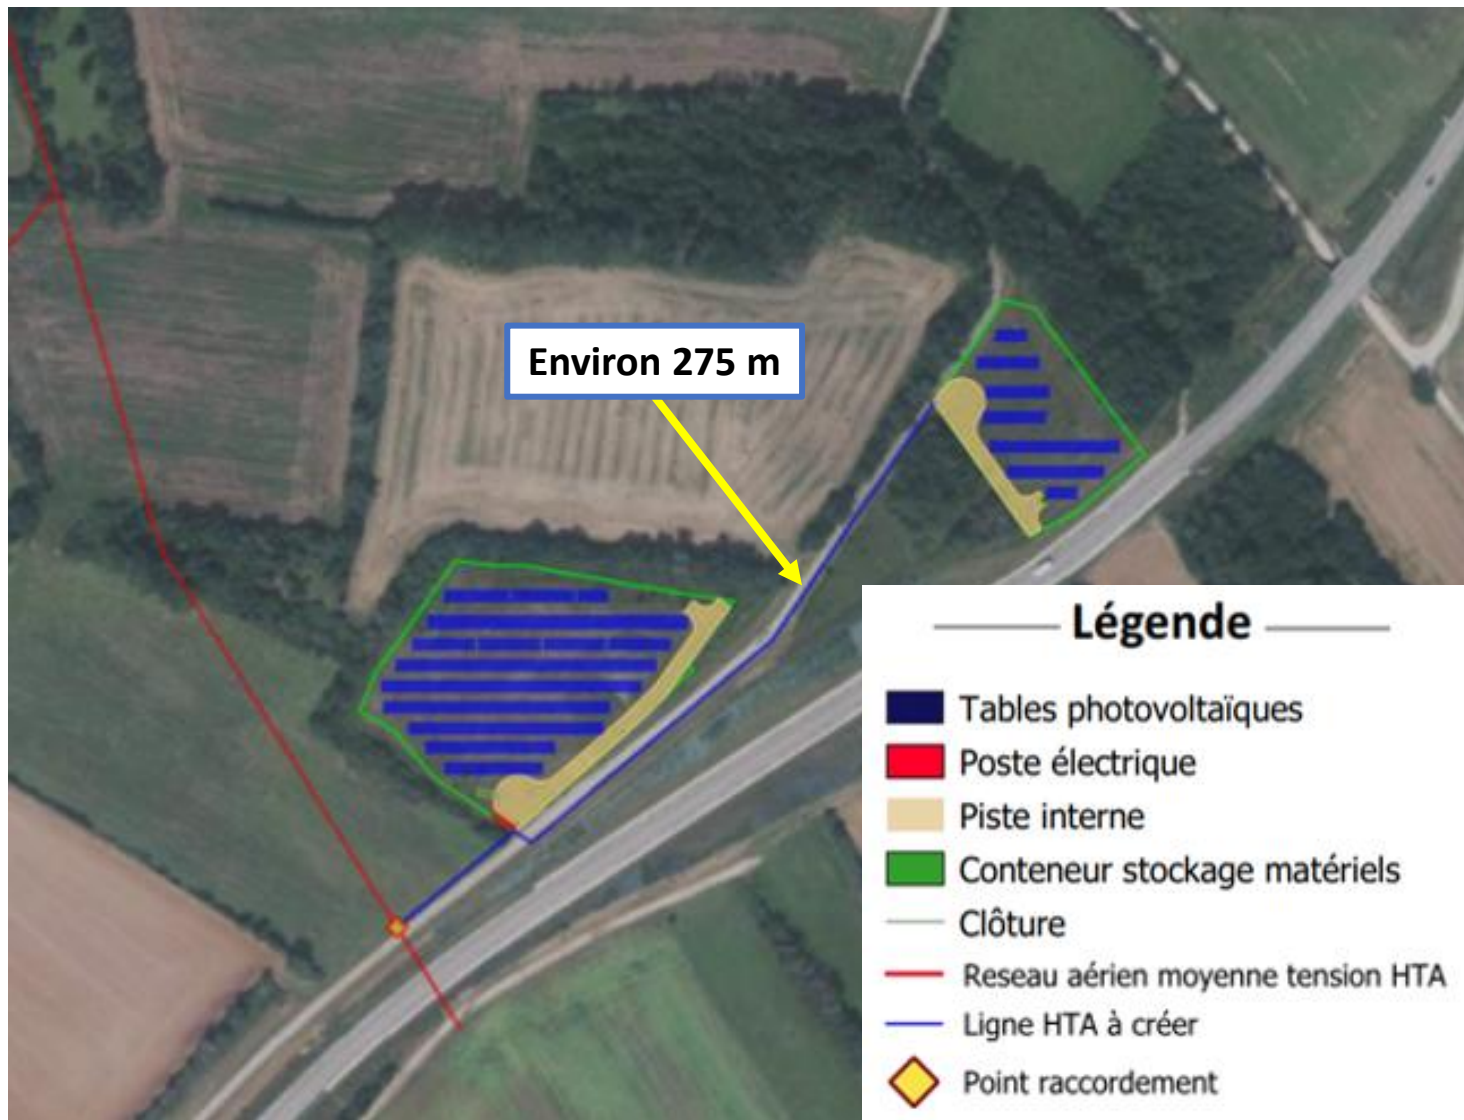 Environ 275 m
Légende
Tables photovoltaïques
Poste électrique
Piste interne
Conteneur stockage matériels
Clôture
Reseau aérien moyenne tension HTA
Ligne HTA à créer
Point raccordement